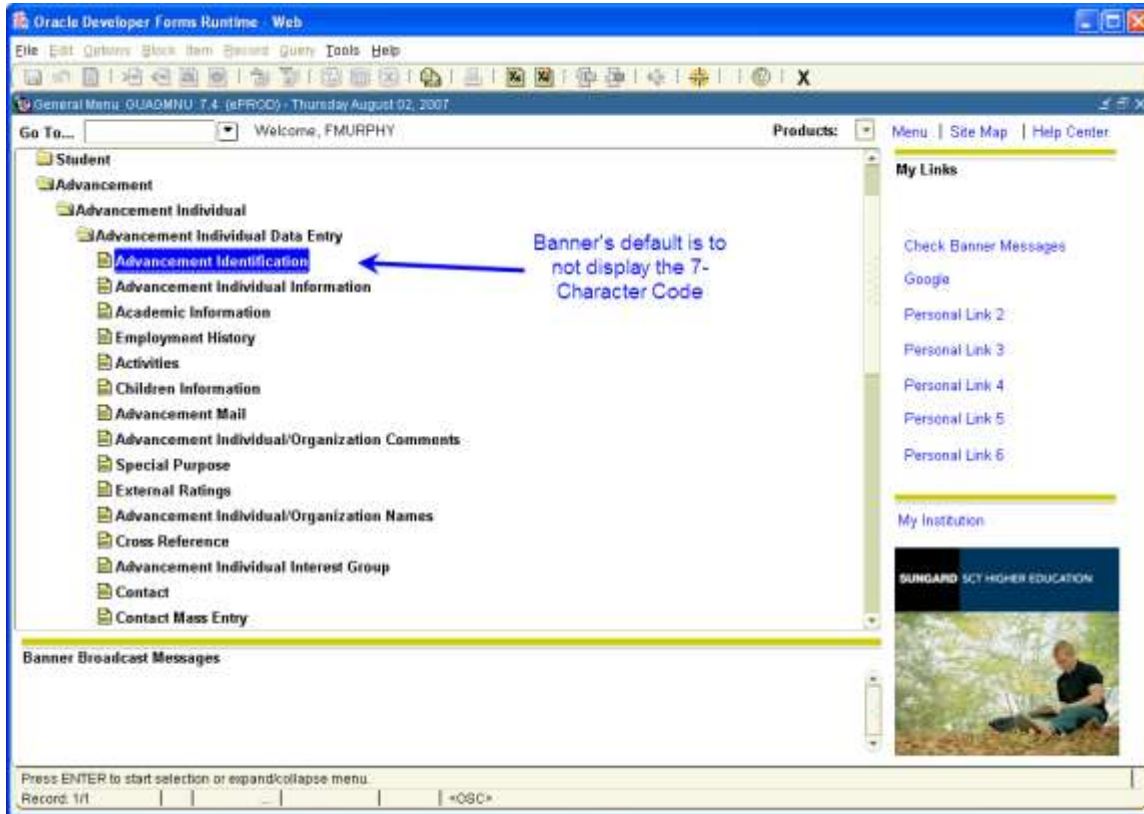 Oracle Developer Forms Runtime - Web
File Edit Options Block Item Record Query Tools Help
General Menu GUAGMNU 7.4 (ePROD) - Thursday August 02, 2007
Go To... Welcome, FMURPHY Products: Menu | Site Map | Help Center
Student
Advancement
Advancement Individual
Advancement Individual Data Entry
Advancement Identification
Advancement Individual Information
Academic Information
Employment History
Activities
Children Information
Advancement Mail
Advancement Individual/Organization Comments
Special Purpose
External Ratings
Advancement Individual/Organization Names
Cross Reference
Advancement Individual Interest Group
Contact
Contact Mass Entry
Banner's default is to
not display the 7-
Character Code
My Links
Check Banner Messages
Google
Personal Link 2
Personal Link 3
Personal Link 4
Personal Link 5
Personal Link 6
My Institution
SUNGARD SCT HIGHER EDUCATION
Banner Broadcast Messages
Press ENTER to start selection or expand/collapse menu.
Record: 1/1 ... <OSC>